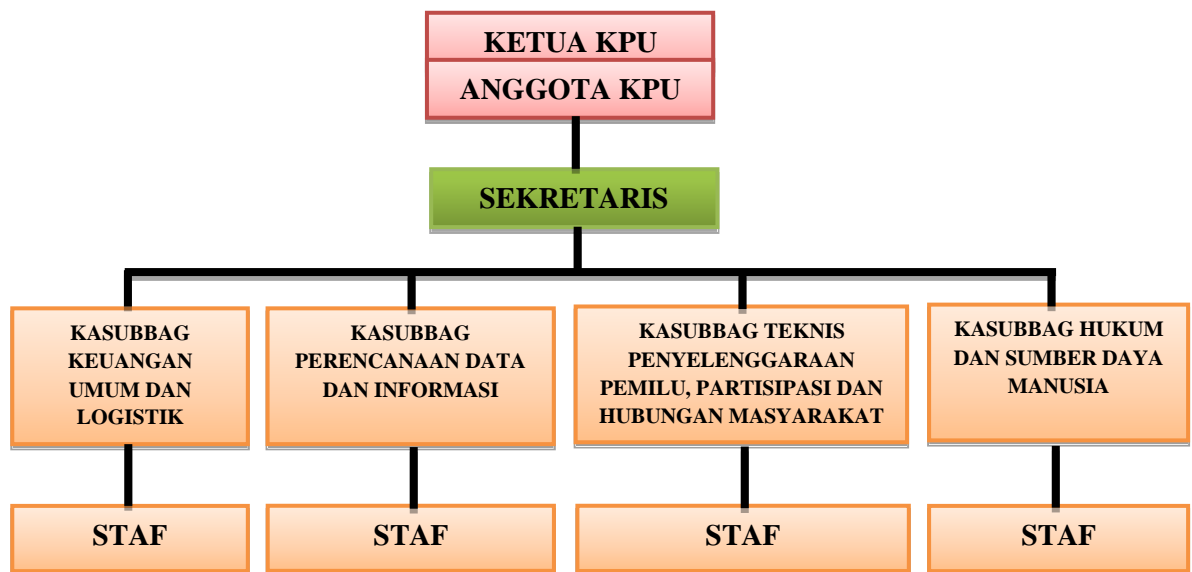 KETUA KPU
ANGGOTA KPU
SEKRETARIS
KASUBBAG
KEUANGAN
UMUM DAN
LOGISTIK
KASUBBAG
PERENCANAAN DATA
DAN INFORMASI
KASUBBAG TEKNIS
PENYELENGGARAAN
PEMILU, PARTISIPASI DAN
HUBUNGAN MASYARAKAT
KASUBBAG HUKUM
DAN SUMBER DAYA
MANUSIA
STAF
STAF
STAF
STAF